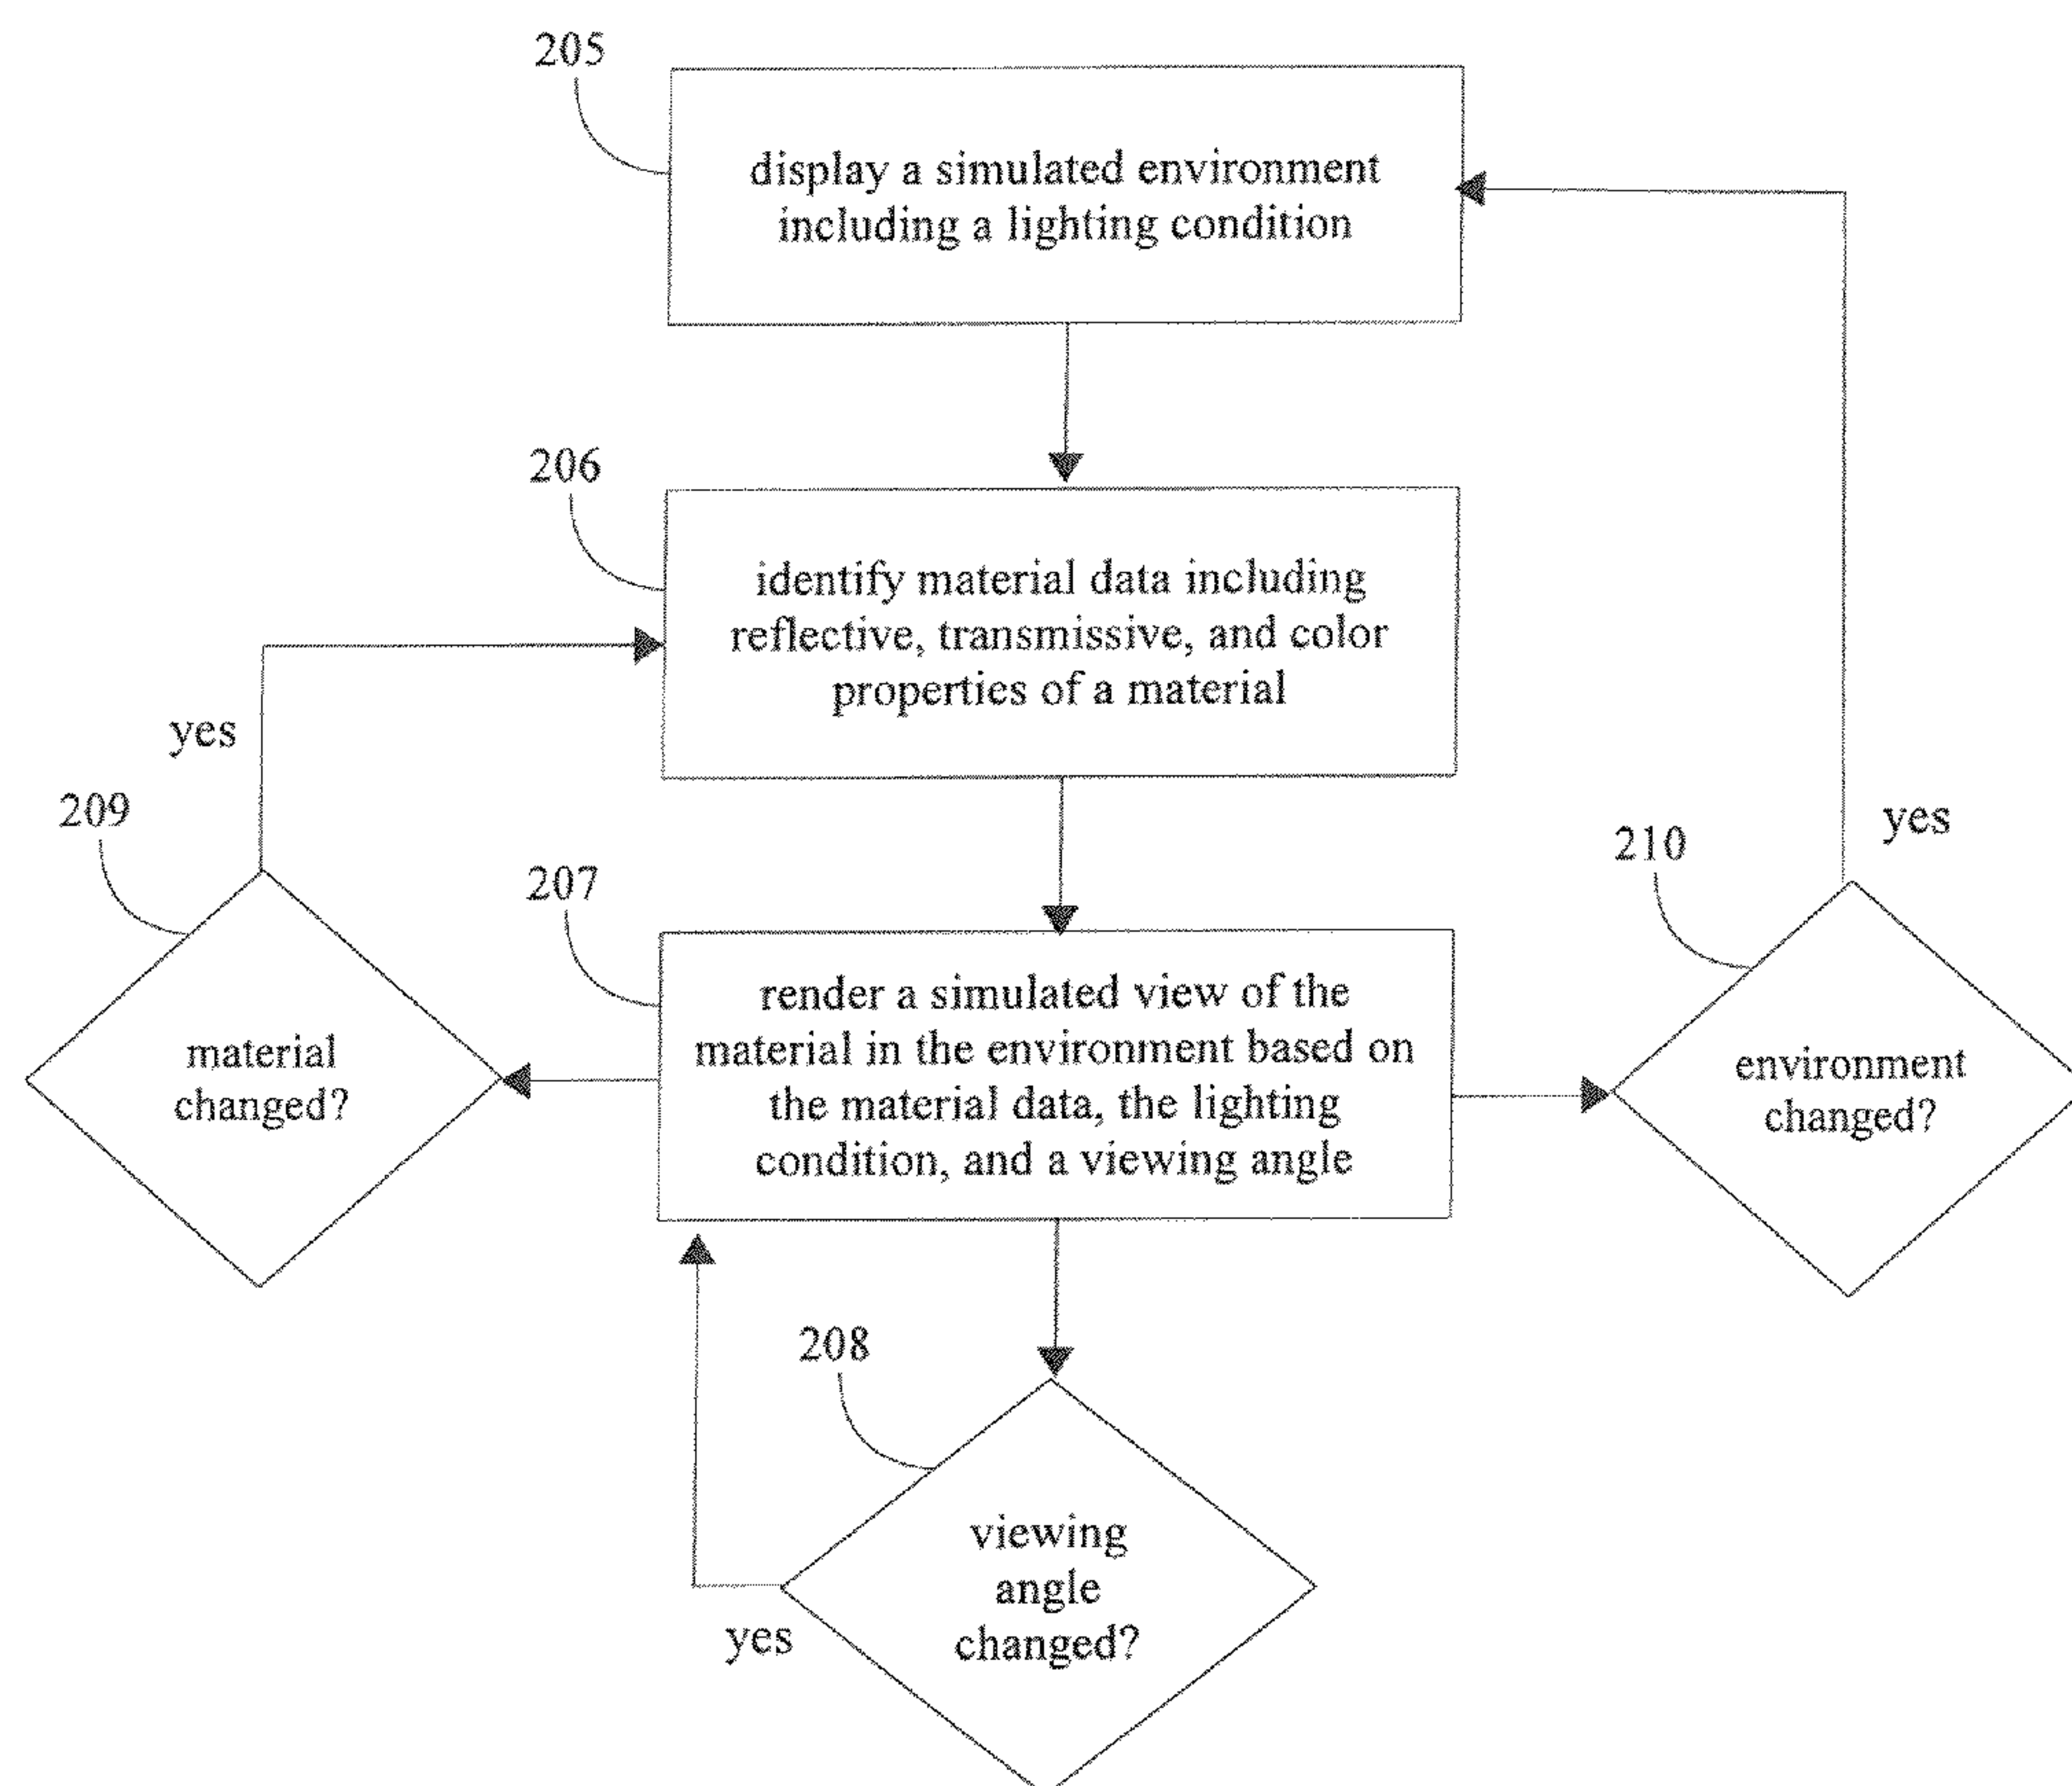 205
display a simulated environment
including a lighting condition
206
identify material data including
reflective, transmissive, and color
properties of a material
yes
209
material
changed?
207
render a simulated view of the
material in the environment based on
the material data, the lighting
condition, and a viewing angle
210
yes
environment
changed?
208
viewing
angle
changed?
yes